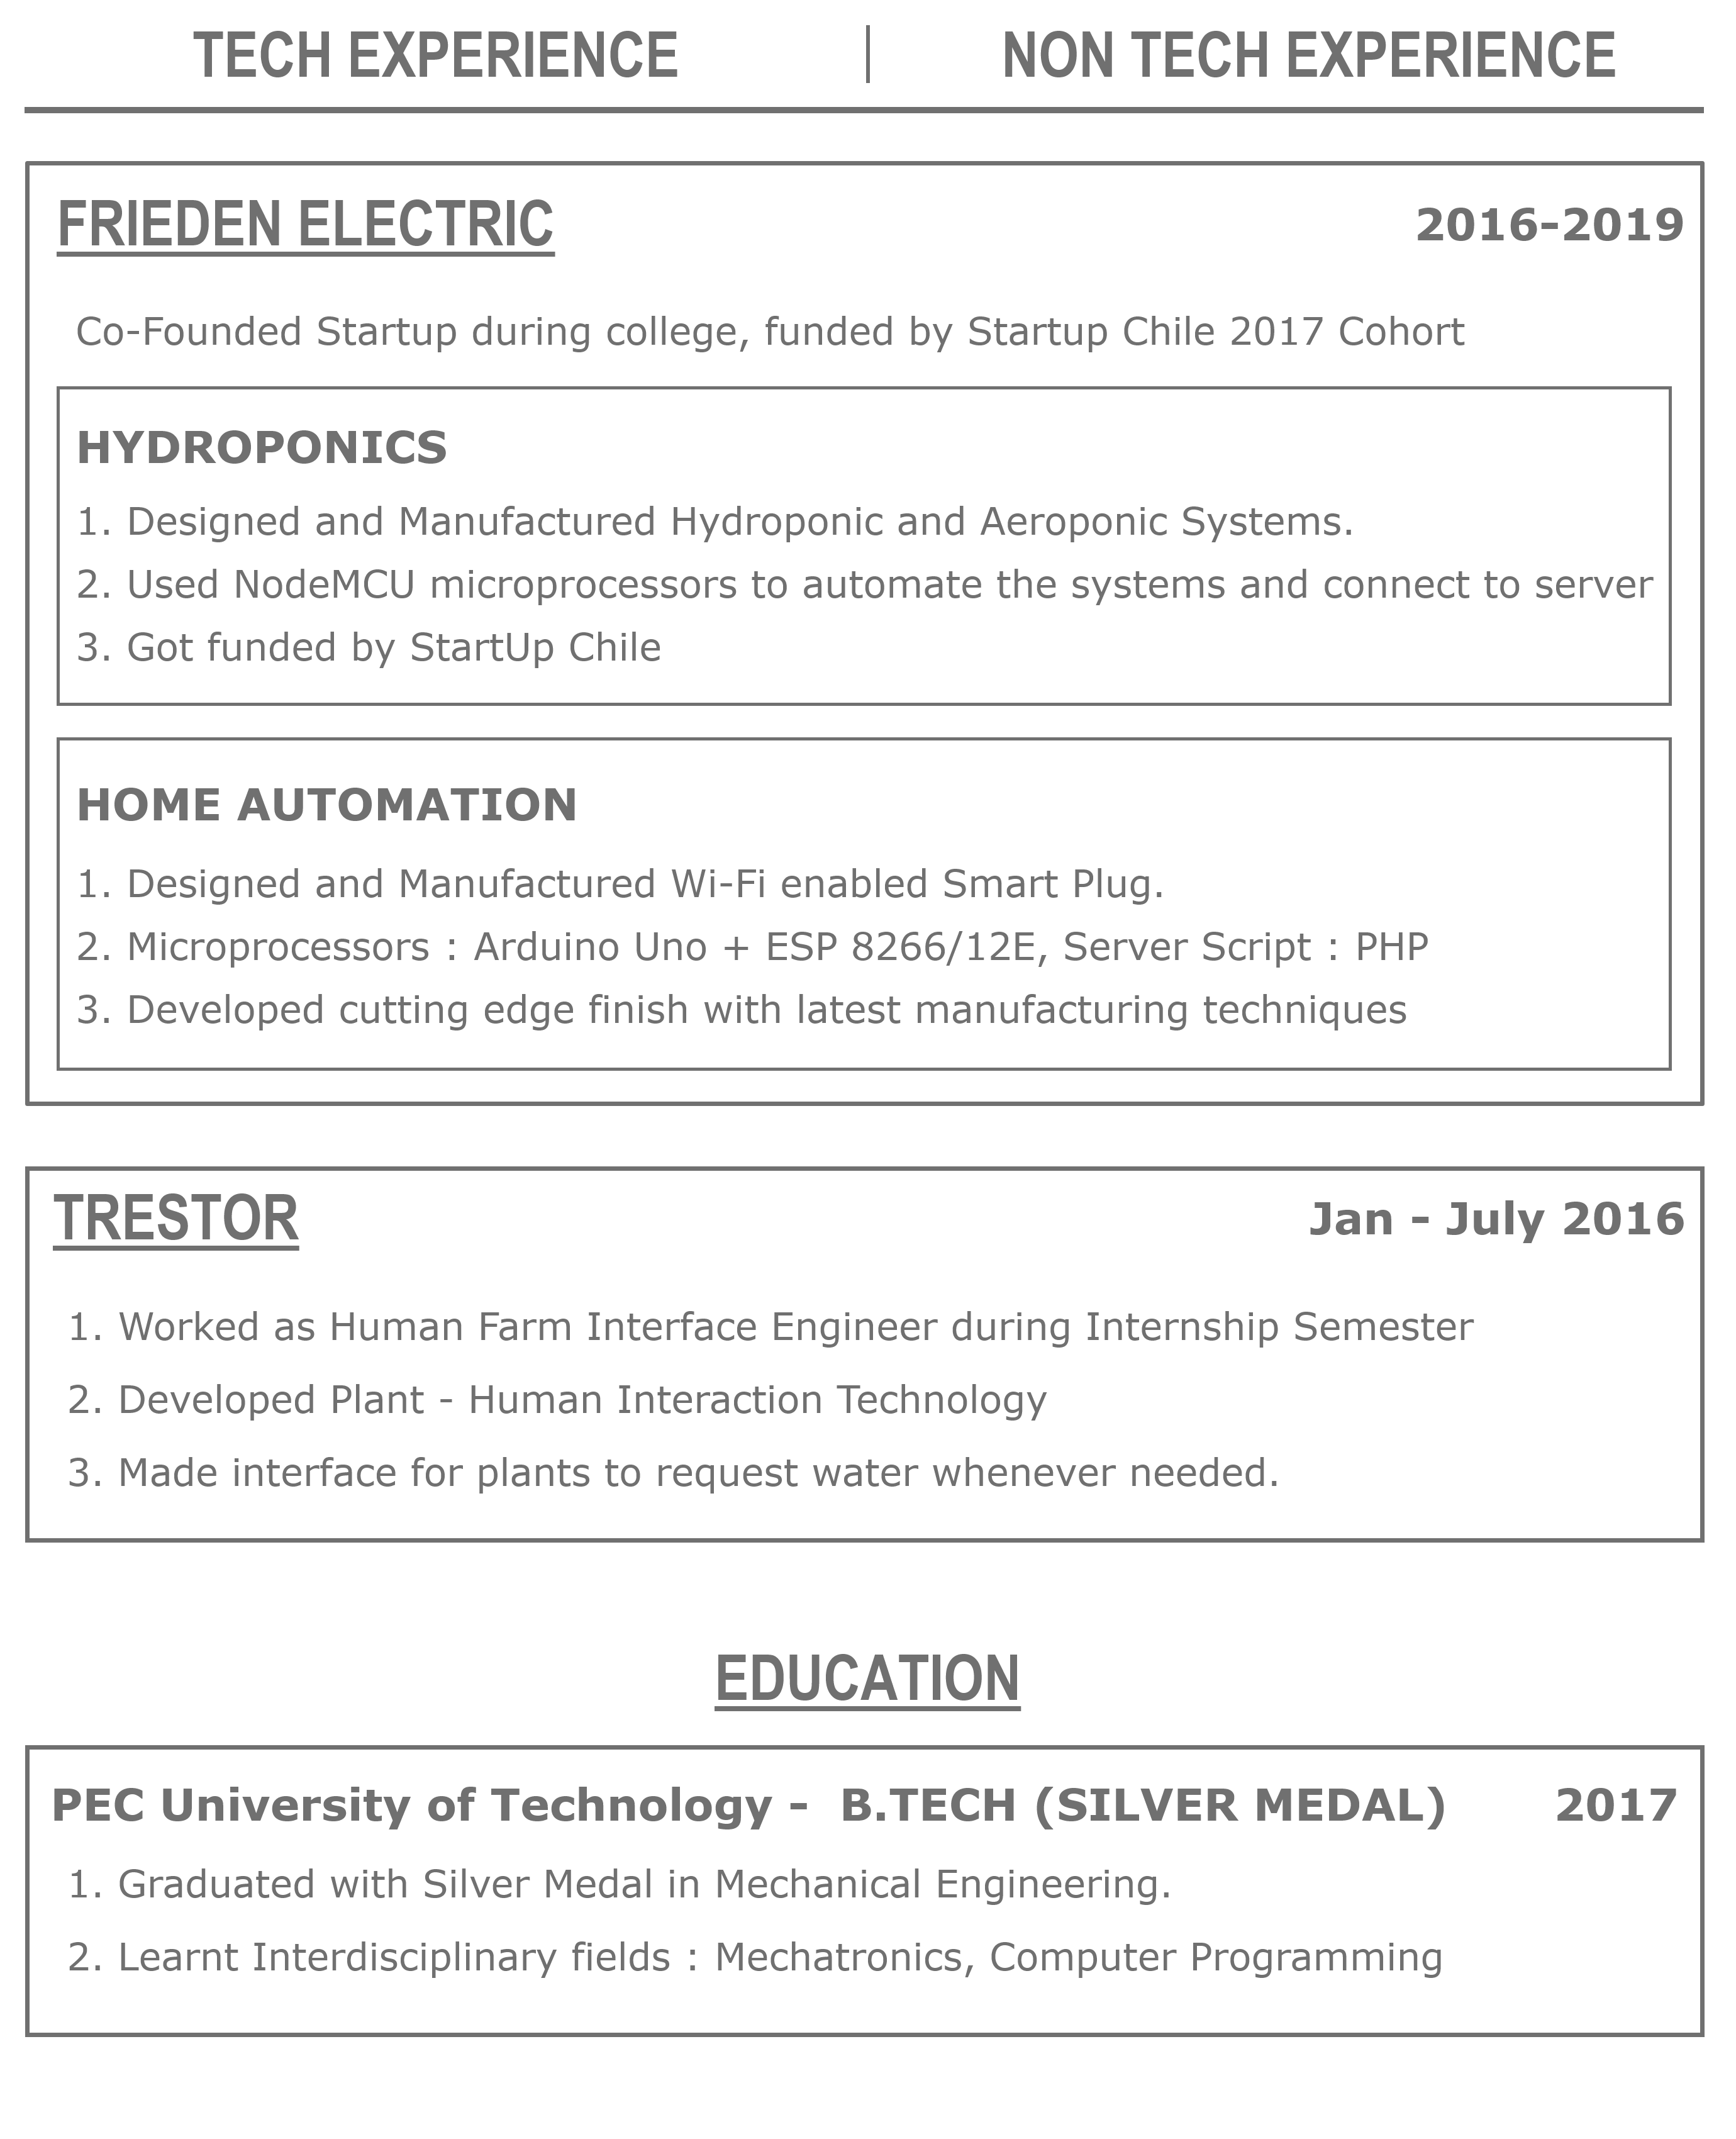 TECH EXPERIENCE | NON TECH EXPERIENCE
FRIEDEN ELECTRIC 2016-2019
Co-Founded Startup during college, funded by Startup Chile 2017 Cohort
HYDROPONICS
1. Designed and Manufactured Hydroponic and Aeroponic Systems.
2. Used NodeMCU microprocessors to automate the systems and connect to server
3. Got funded by StartUp Chile
HOME AUTOMATION
1. Designed and Manufactured Wi-Fi enabled Smart Plug.
2. Microprocessors : Arduino Uno + ESP 8266/12E, Server Script : PHP
3. Developed cutting edge finish with latest manufacturing techniques
TRESTOR Jan - July 2016
1. Worked as Human Farm Interface Engineer during Internship Semester
2. Developed Plant - Human Interaction Technology
3. Made interface for plants to request water whenever needed.
EDUCATION
PEC University of Technology - B.TECH (SILVER MEDAL) 2017
1. Graduated with Silver Medal in Mechanical Engineering.
2. Learnt Interdisciplinary fields : Mechatronics, Computer Programming